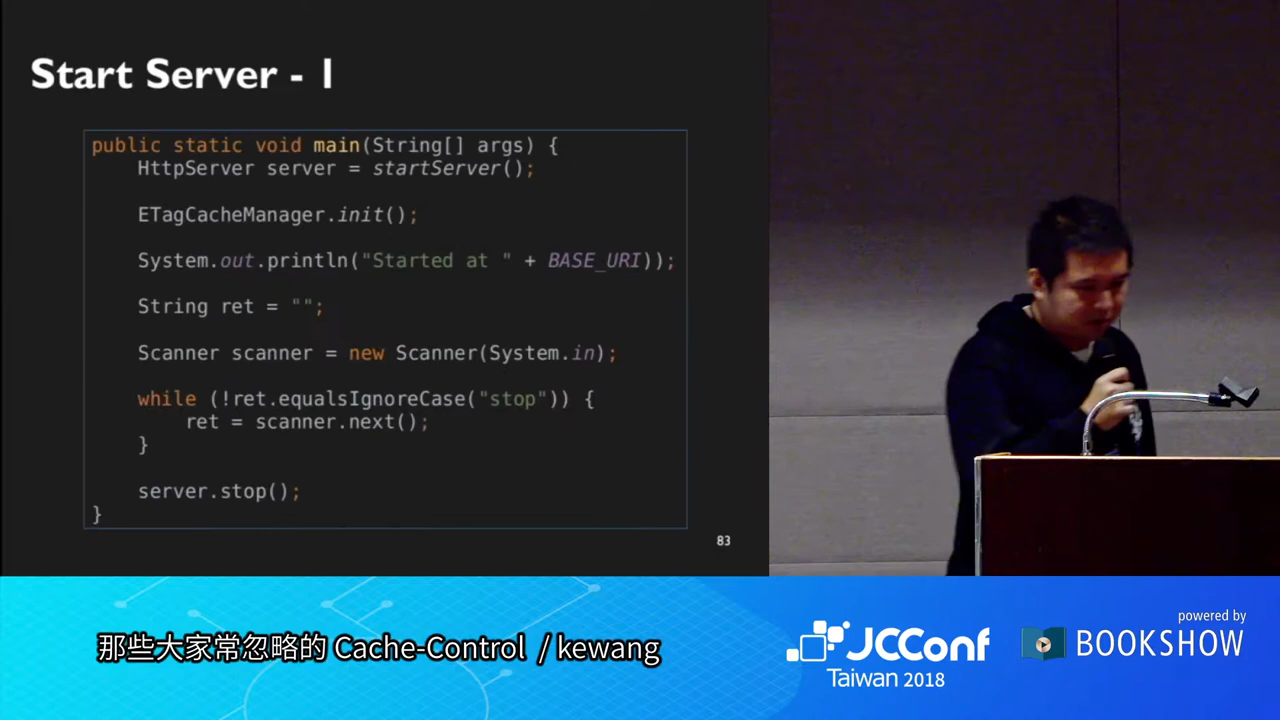 Start Server - 1
public static void main(String[] args) {
HttpServer server = startServer();
ETagCacheManager.init();
System.out.println("Started at " + BASE_URI));
String ret = "";
Scanner scanner = new Scanner(System.in);
while (!ret.equalsIgnoreCase("stop")) {
ret = scanner.next();
}
server.stop();
}
83
那些大家常忽略的 Cache-Control / kewang
JCConf
Taiwan 2018
powered by
BOOKSHOW